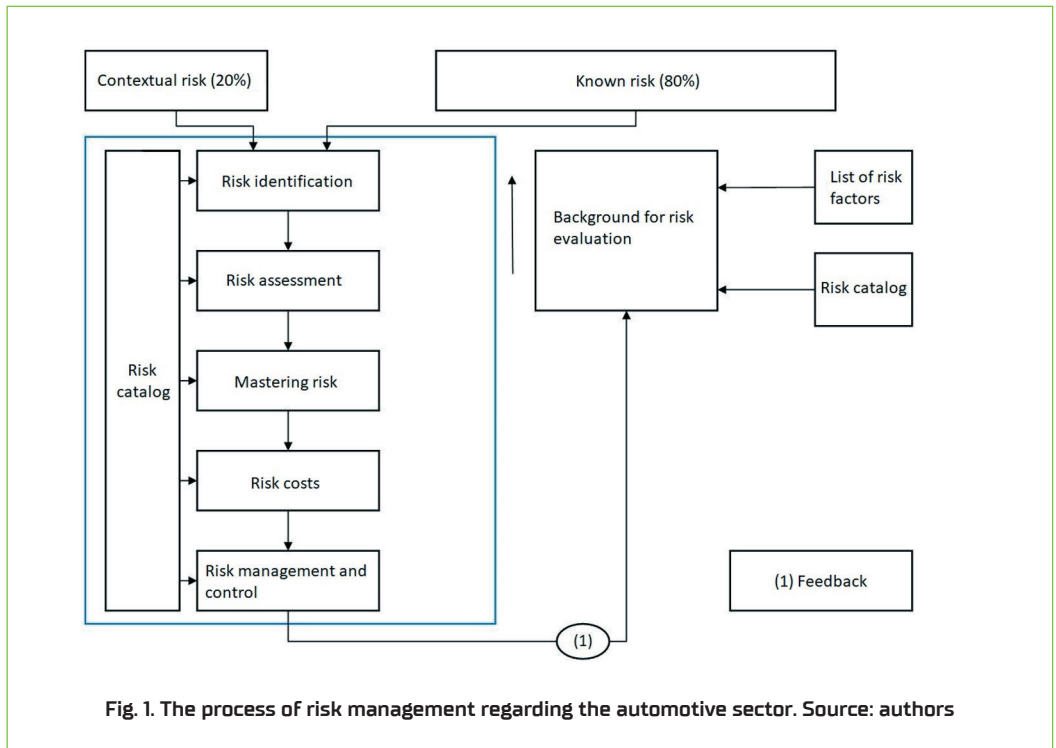 Contextual risk (20%)
Known risk (80%)
Risk identification
Risk assessment
Mastering risk
Risk costs
Risk management and
control
Risk
catalog
Background for risk
evaluation
List of risk
factors
Risk catalog
(1) Feedback
(1)
Fig. 1. The process of risk management regarding the automotive sector. Source: authors